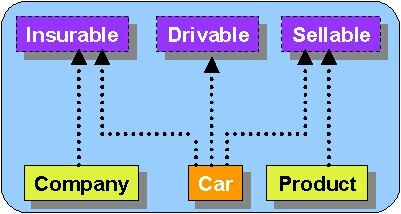 Insurable Drivable Sellable
Company Car Product